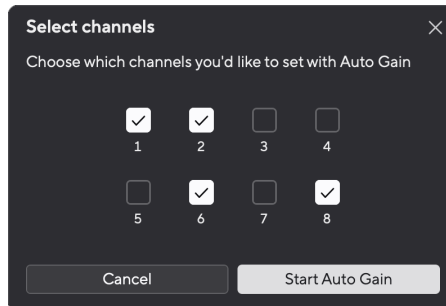 Select channels
Choose which channels you'd like to set with Auto Gain
1 2 3 4
5 6 7 8
Cancel Start Auto Gain